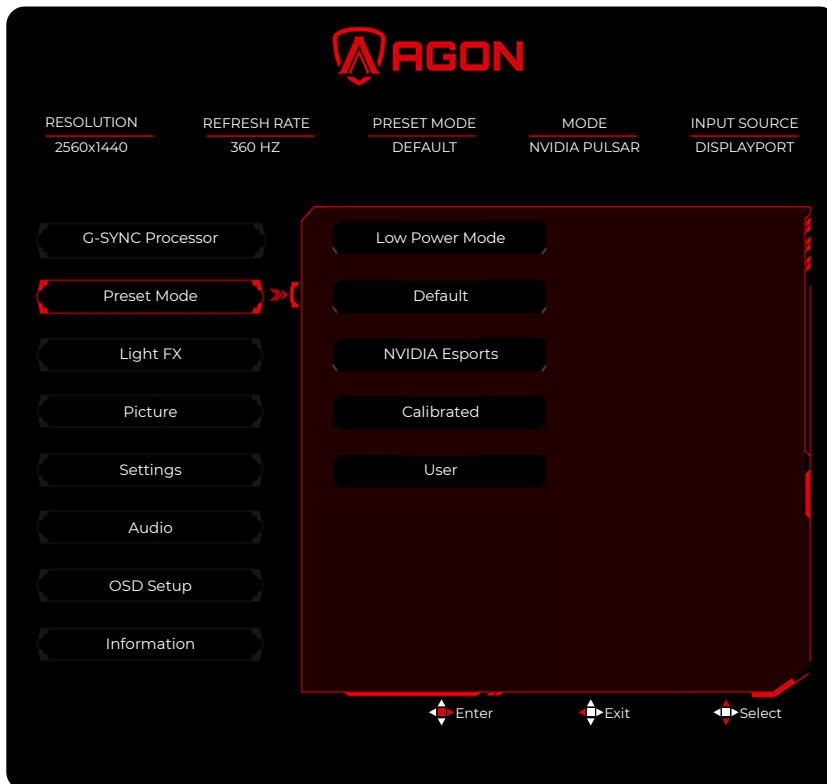 AGON
RESOLUTION REFRESH RATE PRESET MODE MODE INPUT SOURCE
2560x1440 360 HZ DEFAULT NVIDIA PULSAR DISPLAYPORT
G-SYNC Processor Low Power Mode
Preset Mode Default
Light FX NVIDIA Esports
Picture Calibrated
Settings User
Audio
OSD Setup
Information
Enter Exit Select